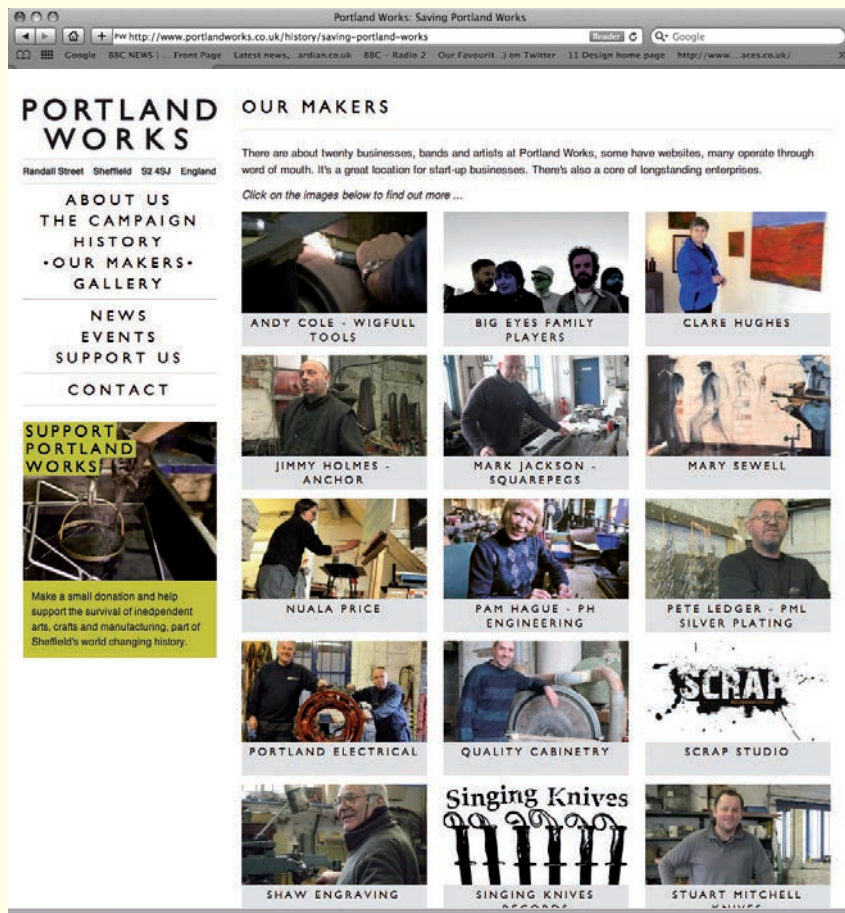 Portland Works: Saving Portland Works
PW http://www.portlandworks.co.uk/history/saving-portland-works
Reader
Google
Google BBC NEWS | ... Front Page Latest news,...ardian.co.uk BBC – Radio 2 Our Favourit...) on Twitter 11 Design home page http://www....aces.co.uk/
PORTLAND
WORKS
Randall Street Sheffield S2 4SJ England
ABOUT US
THE CAMPAIGN
HISTORY
•OUR MAKERS•
GALLERY
NEWS
EVENTS
SUPPORT US
CONTACT
SUPPORT
PORTLAND
WORKS
Make a small donation and help
support the survival of inedpendent
arts, crafts and manufacturing, part of
Sheffield's world changing history.
OUR MAKERS
There are about twenty businesses, bands and artists at Portland Works, some have websites, many operate through
word of mouth. It's a great location for start-up businesses. There's also a core of longstanding enterprises.
Click on the images below to find out more ...
ANDY COLE - WIGFULL
TOOLS
BIG EYES FAMILY
PLAYERS
CLARE HUGHES
JIMMY HOLMES -
ANCHOR
MARK JACKSON -
SQUAREPEGS
MARY SEWELL
NUALA PRICE
PAM HAGUE - PH
ENGINEERING
PETE LEDGER - PML
SILVER PLATING
PORTLAND ELECTRICAL
QUALITY CABINETRY
SCRAP
SCRAP STUDIO
SHAW ENGRAVING
Singing Knives
SINGING KNIVES
RECORDS
STUART MITCHELL
KNIVES